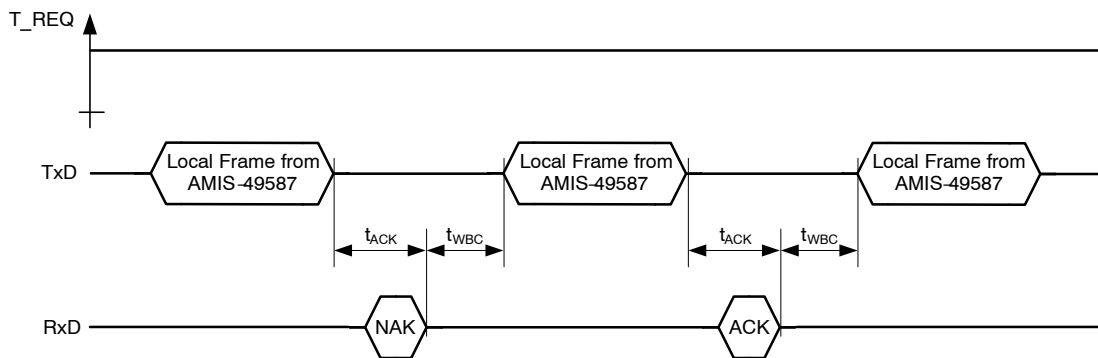 T_REQ
TxD
Local Frame from
AMIS-49587
Local Frame from
AMIS-49587
Local Frame from
AMIS-49587
tACK
tWBC
tACK
tWBC
RxD
NAK
ACK